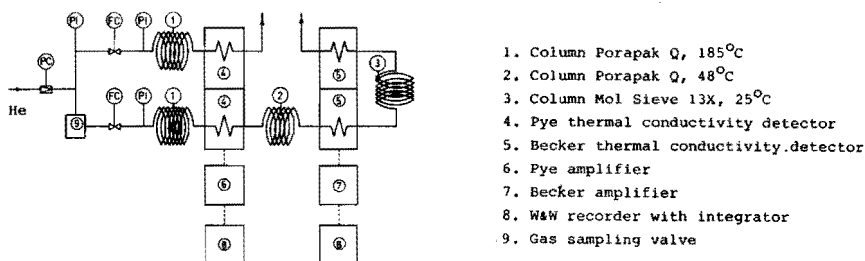 PI FC PI 1
PC 4 5 3
He FC PI 1 4 2 5
9
6 7
8 8
1. Column Porapak Q, 185°C
2. Column Porapak Q, 48°C
3. Column Mol Sieve 13X, 25°C
4. Pye thermal conductivity detector
5. Becker thermal conductivity.detector
6. Pye amplifier
7. Becker amplifier
8. W&W recorder with integrator
9. Gas sampling valve